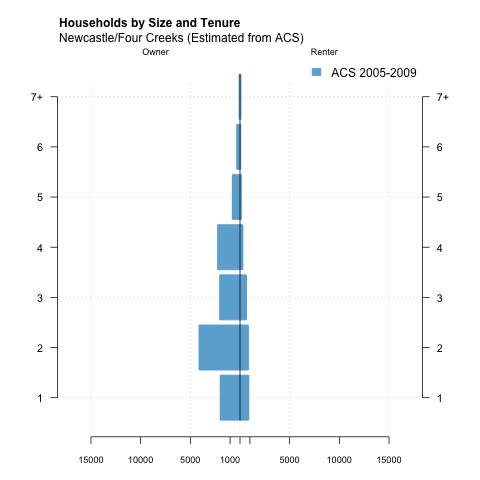 Households by Size and Tenure
Newcastle/Four Creeks (Estimated from ACS)
Owner Renter
ACS 2005-2009
7+ 7+
6 6
5 5
4 4
3 3
2 2
1 1
15000 10000 5000 1000 5000 10000 15000